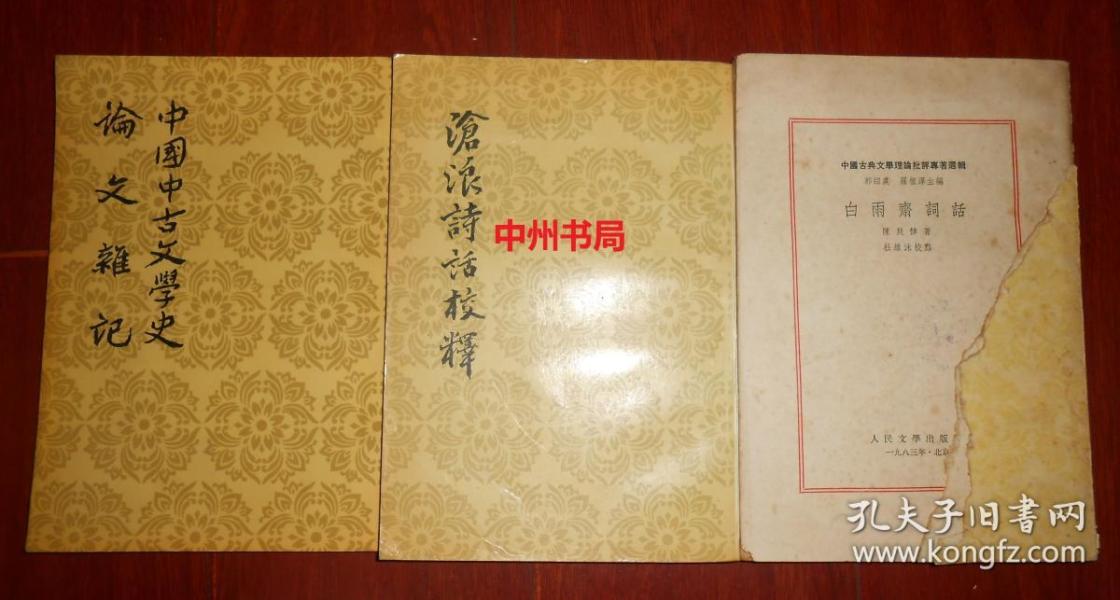 中國中古文學史
論文雜記
滄浪詩話校釋
中州书局
中國古典文學理論批評專著選輯
郭紹虞 羅根澤主編
白雨齋詞話
陳廷焯著
杜維沫校點
人民文學出版
一九八三年·北京
孔夫子旧书网
www.kongfz.com